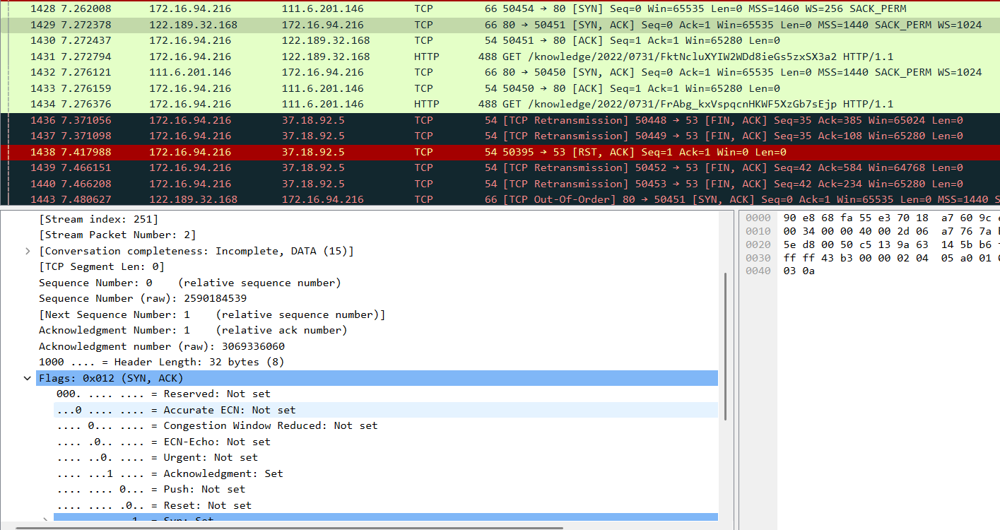 1428 7.262008 172.16.94.216 111.6.201.146 TCP 66 50454 → 80 [SYN] Seq=0 Win=65535 Len=0 MSS=1460 WS=256 SACK_PERM
1429 7.272378 122.189.32.168 172.16.94.216 TCP 66 80 → 50451 [SYN, ACK] Seq=0 Ack=1 Win=65535 Len=0 MSS=1440 SACK_PERM WS=1024
1430 7.272437 172.16.94.216 122.189.32.168 TCP 54 50451 → 80 [ACK] Seq=1 Ack=1 Win=65280 Len=0
1431 7.272794 172.16.94.216 122.189.32.168 HTTP 488 GET /knowledge/2022/0731/FktNcluXYIW2WDd8ieGs5zxSX3a2 HTTP/1.1
1432 7.276121 111.6.201.146 172.16.94.216 TCP 66 80 → 50450 [SYN, ACK] Seq=0 Ack=1 Win=65535 Len=0 MSS=1440 SACK_PERM WS=1024
1433 7.276159 172.16.94.216 111.6.201.146 TCP 54 50450 → 80 [ACK] Seq=1 Ack=1 Win=65280 Len=0
1434 7.276376 172.16.94.216 111.6.201.146 HTTP 488 GET /knowledge/2022/0731/FrAbg_kxVspqcnHKWF5XzGb7sEjp HTTP/1.1
1436 7.371056 172.16.94.216 37.18.92.5 TCP 54 [TCP Retransmission] 50448 → 53 [FIN, ACK] Seq=35 Ack=385 Win=65024 Len=0
1437 7.371098 172.16.94.216 37.18.92.5 TCP 54 [TCP Retransmission] 50449 → 53 [FIN, ACK] Seq=35 Ack=108 Win=65280 Len=0
1438 7.417988 172.16.94.216 37.18.92.5 TCP 54 50395 → 53 [RST, ACK] Seq=1 Ack=1 Win=0 Len=0
1439 7.466151 172.16.94.216 37.18.92.5 TCP 54 [TCP Retransmission] 50452 → 53 [FIN, ACK] Seq=42 Ack=584 Win=64768 Len=0
1440 7.466208 172.16.94.216 37.18.92.5 TCP 54 [TCP Retransmission] 50453 → 53 [FIN, ACK] Seq=42 Ack=234 Win=65280 Len=0
1443 7.480627 122.189.32.168 172.16.94.216 TCP 66 [TCP Out-Of-Order] 80 → 50451 [SYN, ACK] Seq=0 Ack=1 Win=65535 Len=0 MSS=1440 S
[Stream index: 251]
[Stream Packet Number: 2]
[Conversation completeness: Incomplete, DATA (15)]
[TCP Segment Len: 0]
Sequence Number: 0 (relative sequence number)
Sequence Number (raw): 2590184539
[Next Sequence Number: 1 (relative sequence number)]
Acknowledgment Number: 1 (relative ack number)
Acknowledgment number (raw): 3069336060
1000 .... = Header Length: 32 bytes (8)
Flags: 0x012 (SYN, ACK)
000. .... .... = Reserved: Not set
...0 .... .... = Accurate ECN: Not set
.... 0... .... = Congestion Window Reduced: Not set
.... .0.. .... = ECN-Echo: Not set
.... ..0. .... = Urgent: Not set
.... ...1 .... = Acknowledgment: Set
.... .... 0... = Push: Not set
.... .... .0.. = Reset: Not set
0000 90 e8 68 fa 55 e3 70 18 a7 60 9c
0010 00 34 00 00 40 00 2d 06 a7 76 7a
0020 5e d8 00 50 c5 13 9a 63 14 5b b6
0030 ff ff 43 b3 00 00 02 04 05 a0 01
0040 03 0a